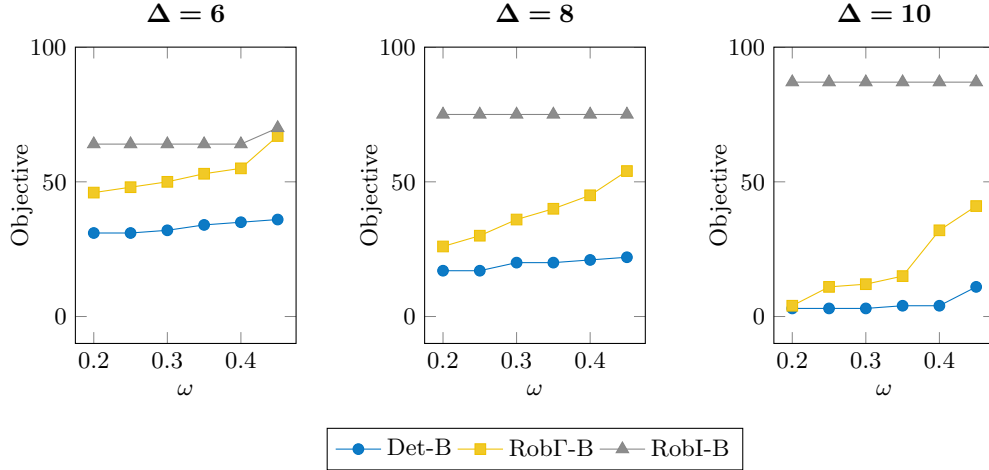 Δ = 6
Δ = 8
Δ = 10
100
50
0
Objective
0.2
0.3
0.4
ω
100
50
0
Objective
0.2
0.3
0.4
ω
100
50
0
Objective
0.2
0.3
0.4
ω
Det-B
RobΓ-B
RobI-B